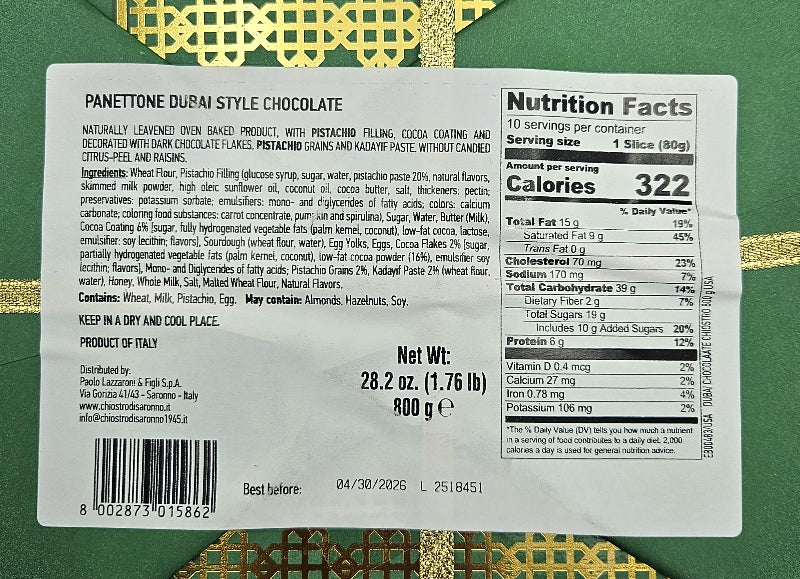 PANETTONE DUBAI STYLE CHOCOLATE
NATURALLY LEAVENED OVEN BAKED PRODUCT, WITH PISTACHIO FILLING, COCOA COATING AND
DECORATED WITH DARK CHOCOLATE FLAKES, PISTACHIO GRAINS AND KADAYIF PASTE. WITHOUT CANDIED
CITRUS-PEEL AND RAISINS.
Ingredients: Wheat Flour, Pistachio Filling (glucose syrup, sugar, water, pistachio paste 20%, natural flavors,
skimmed milk powder, high oleic sunflower oil, coconut oil, cocoa butter, salt, thickeners: pectin;
preservatives: potassium sorbate; emulsifiers: mono- and diglycerides of fatty acids; colors: calcium
carbonate; coloring food substances: carrot concentrate, pumpkin and spirulina), Sugar, Water, Butter (Milk),
Cocoa Coating 6% [sugar, fully hydrogenated vegetable fats (palm kernel, coconut), low-fat cocoa, lactose,
emulsifier: soy lecithin; flavors], Sourdough (wheat flour, water), Egg Yolks, Eggs, Cocoa Flakes 2% [sugar,
partially hydrogenated vegetable fats (palm kernel, coconut), low-fat cocoa powder (16%), emulsifier soy
lecithin; flavors], Mono- and Diglycerides of fatty acids; Pistachio Grains 2%, Kadayif Paste 2% (wheat flour,
water), Honey, Whole Milk, Salt, Malted Wheat Flour, Natural Flavors.
Contains: Wheat, Milk, Pistachio, Egg. May contain: Almonds, Hazelnuts, Soy.
KEEP IN A DRY AND COOL PLACE.
PRODUCT OF ITALY
Distributed by:
Paolo Lazzaroni & Figli S.p.A.
Via Gorizia 41/43 - Saronno - Italy
www.chiostrodisaronno.it
info@chiostrodisaronno1945.it
Net Wt:
28.2 oz. (1.76 lb)
800 g e
8 002873 015862
Best before: 04/30/2026 L 2518451
Nutrition Facts
10 servings per container
Serving size 1 Slice (80g)
Amount per serving
Calories 322
% Daily Value*
Total Fat 15 g 19%
Saturated Fat 9 g 45%
Trans Fat 0 g
Cholesterol 70 mg 23%
Sodium 170 mg 7%
Total Carbohydrate 39 g 14%
Dietary Fiber 2 g 7%
Total Sugars 19 g
Includes 10 g Added Sugars 20%
Protein 6 g 12%
Vitamin D 0.4 mcg 2%
Calcium 27 mg 2%
Iron 0.78 mg 4%
Potassium 106 mg 2%
*The % Daily Value (DV) tells you how much a nutrient
in a serving of food contributes to a daily diet. 2,000
calories a day is used for general nutrition advice.
DUBAI CHOCOLAATE CHIOSTRO 800 g USA